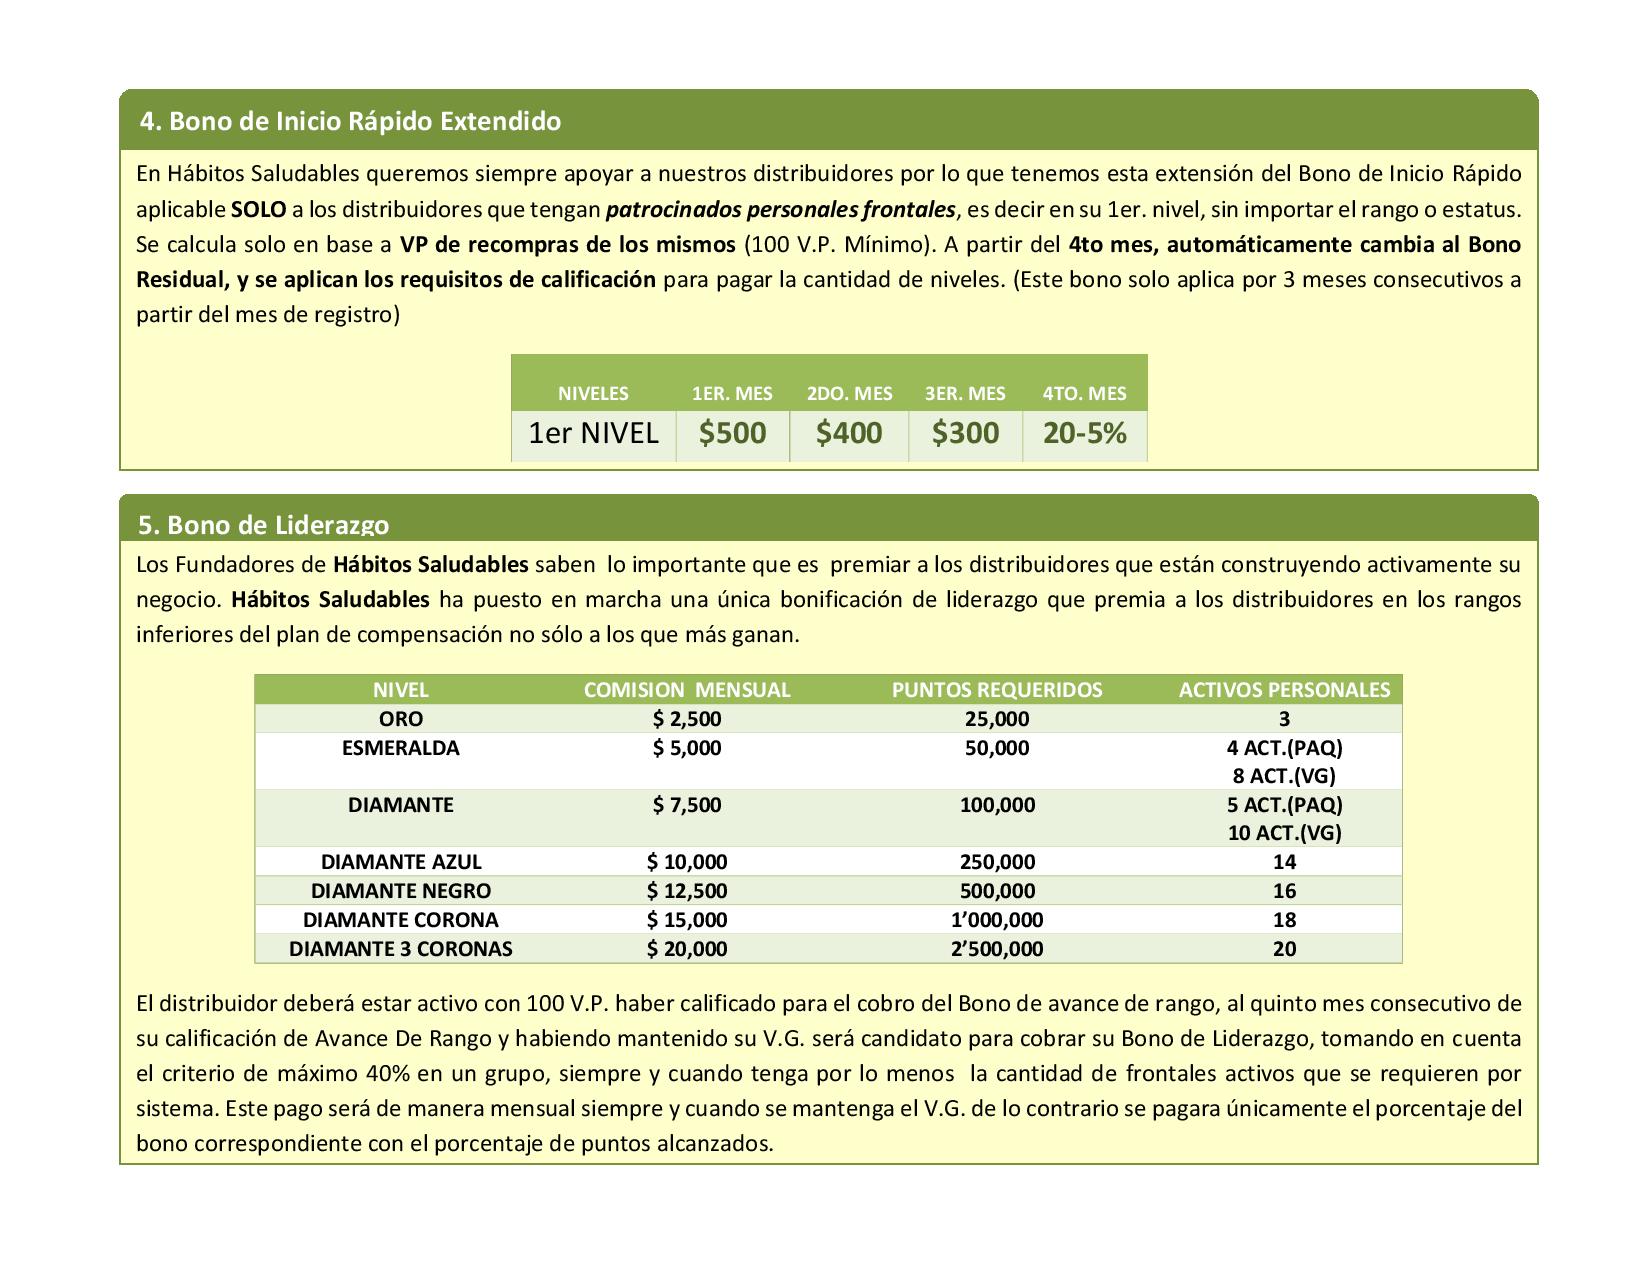 4. Bono de Inicio Rápido Extendido
En Hábitos Saludables queremos siempre apoyar a nuestros distribuidores por lo que tenemos esta extensión del Bono de Inicio Rápido
aplicable SOLO a los distribuidores que tengan patrocinados personales frontales, es decir en su 1er. nivel, sin importar el rango o estatus.
Se calcula solo en base a VP de recompras de los mismos (100 V.P. Mínimo). A partir del 4to mes, automáticamente cambia al Bono
Residual, y se aplican los requisitos de calificación para pagar la cantidad de niveles. (Este bono solo aplica por 3 meses consecutivos a
partir del mes de registro)
NIVELES 1ER. MES 2DO. MES 3ER. MES 4TO. MES
1er NIVEL $500 $400 $300 20-5%
5. Bono de Liderazgo
Los Fundadores de Hábitos Saludables saben lo importante que es premiar a los distribuidores que están construyendo activamente su
negocio. Hábitos Saludables ha puesto en marcha una única bonificación de liderazgo que premia a los distribuidores en los rangos
inferiores del plan de compensación no sólo a los que más ganan.
NIVEL COMISION MENSUAL PUNTOS REQUERIDOS ACTIVOS PERSONALES
ORO $ 2,500 25,000 3
ESMERALDA $ 5,000 50,000 4 ACT.(PAQ)
8 ACT.(VG)
DIAMANTE $ 7,500 100,000 5 ACT.(PAQ)
10 ACT.(VG)
DIAMANTE AZUL $ 10,000 250,000 14
DIAMANTE NEGRO $ 12,500 500,000 16
DIAMANTE CORONA $ 15,000 1’000,000 18
DIAMANTE 3 CORONAS $ 20,000 2’500,000 20
El distribuidor deberá estar activo con 100 V.P. haber calificado para el cobro del Bono de avance de rango, al quinto mes consecutivo de
su calificación de Avance De Rango y habiendo mantenido su V.G. será candidato para cobrar su Bono de Liderazgo, tomando en cuenta
el criterio de máximo 40% en un grupo, siempre y cuando tenga por lo menos la cantidad de frontales activos que se requieren por
sistema. Este pago será de manera mensual siempre y cuando se mantenga el V.G. de lo contrario se pagara únicamente el porcentaje del
bono correspondiente con el porcentaje de puntos alcanzados.